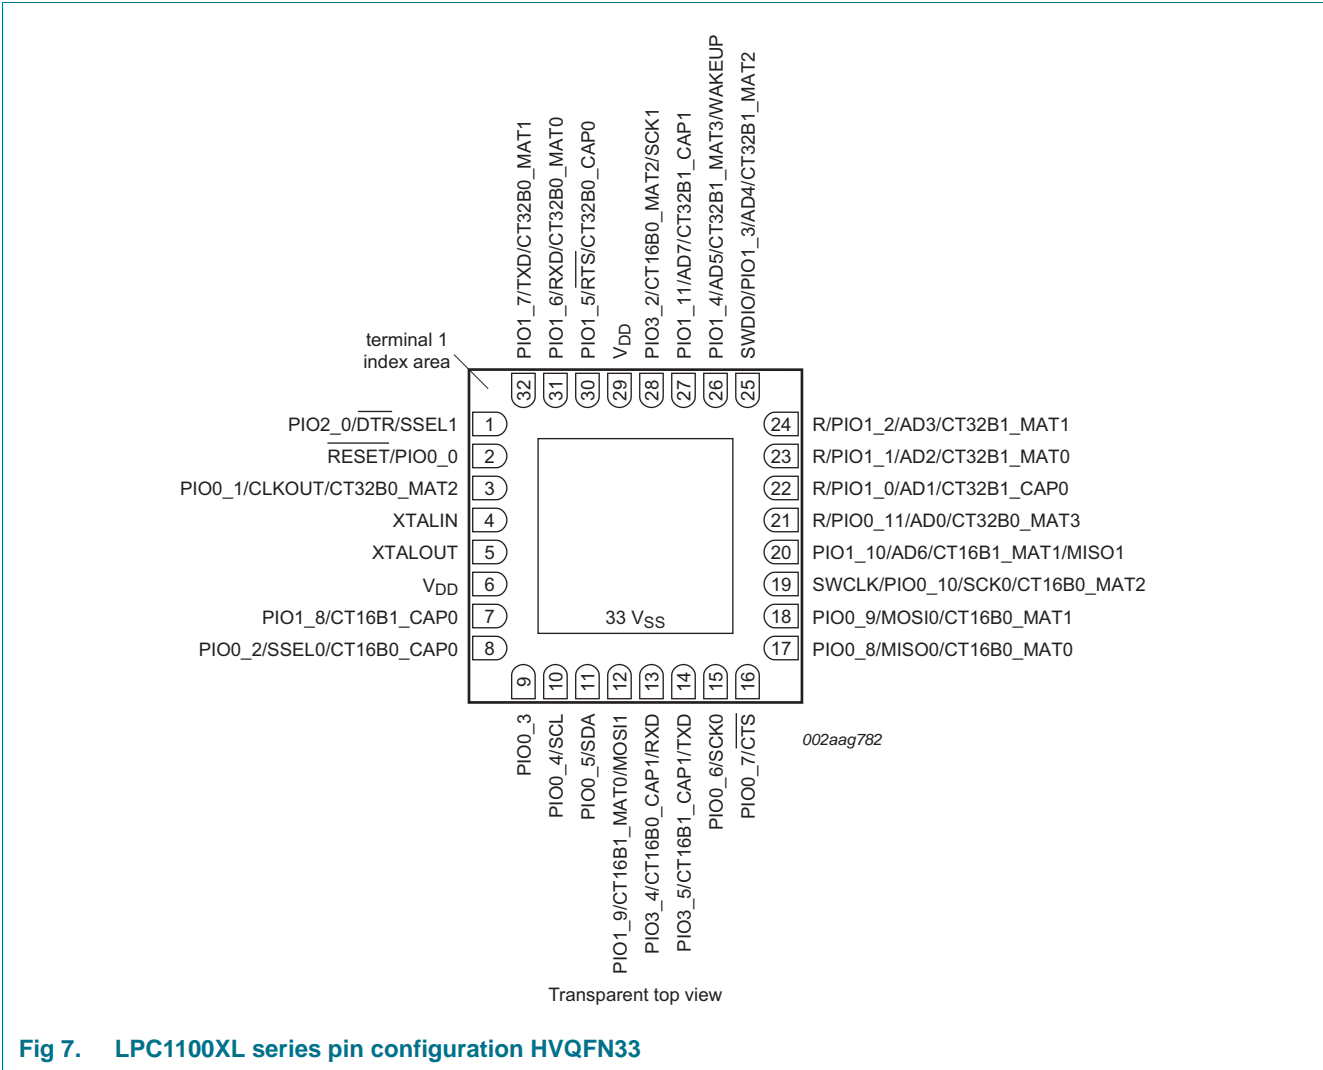 PIO1_7/TXD/CT32B0_MAT1
PIO1_6/RXD/CT32B0_MAT0
PIO1_5/RTS/CT32B0_CAP0
VDD
PIO3_2/CT16B0_MAT2/SCK1
PIO1_11/AD7/CT32B1_CAP1
PIO1_4/AD5/CT32B1_MAT3/WAKEUP
SWDIO/PIO1_3/AD4/CT32B1_MAT2
terminal 1
index area
32 31 30 29 28 27 26 25
PIO2_0/DTR/SSEL1 1
RESET/PIO0_0 2
PIO0_1/CLKOUT/CT32B0_MAT2 3
XTALIN 4
XTALOUT 5
VDD 6
PIO1_8/CT16B1_CAP0 7
PIO0_2/SSEL0/CT16B0_CAP0 8
24 R/PIO1_2/AD3/CT32B1_MAT1
23 R/PIO1_1/AD2/CT32B1_MAT0
22 R/PIO1_0/AD1/CT32B1_CAP0
21 R/PIO0_11/AD0/CT32B0_MAT3
20 PIO1_10/AD6/CT16B1_MAT1/MISO1
19 SWCLK/PIO0_10/SCK0/CT16B0_MAT2
18 PIO0_9/MOSI0/CT16B0_MAT1
17 PIO0_8/MISO0/CT16B0_MAT0
33 VSS
9 10 11 12 13 14 15 16
PIO0_3
PIO0_4/SCL
PIO0_5/SDA
PIO1_9/CT16B1_MAT0/MOSI1
PIO3_4/CT16B0_CAP1/RXD
PIO3_5/CT16B1_CAP1/TXD
PIO0_6/SCK0
PIO0_7/CTS
002aag782
Transparent top view
Fig 7. LPC1100XL series pin configuration HVQFN33